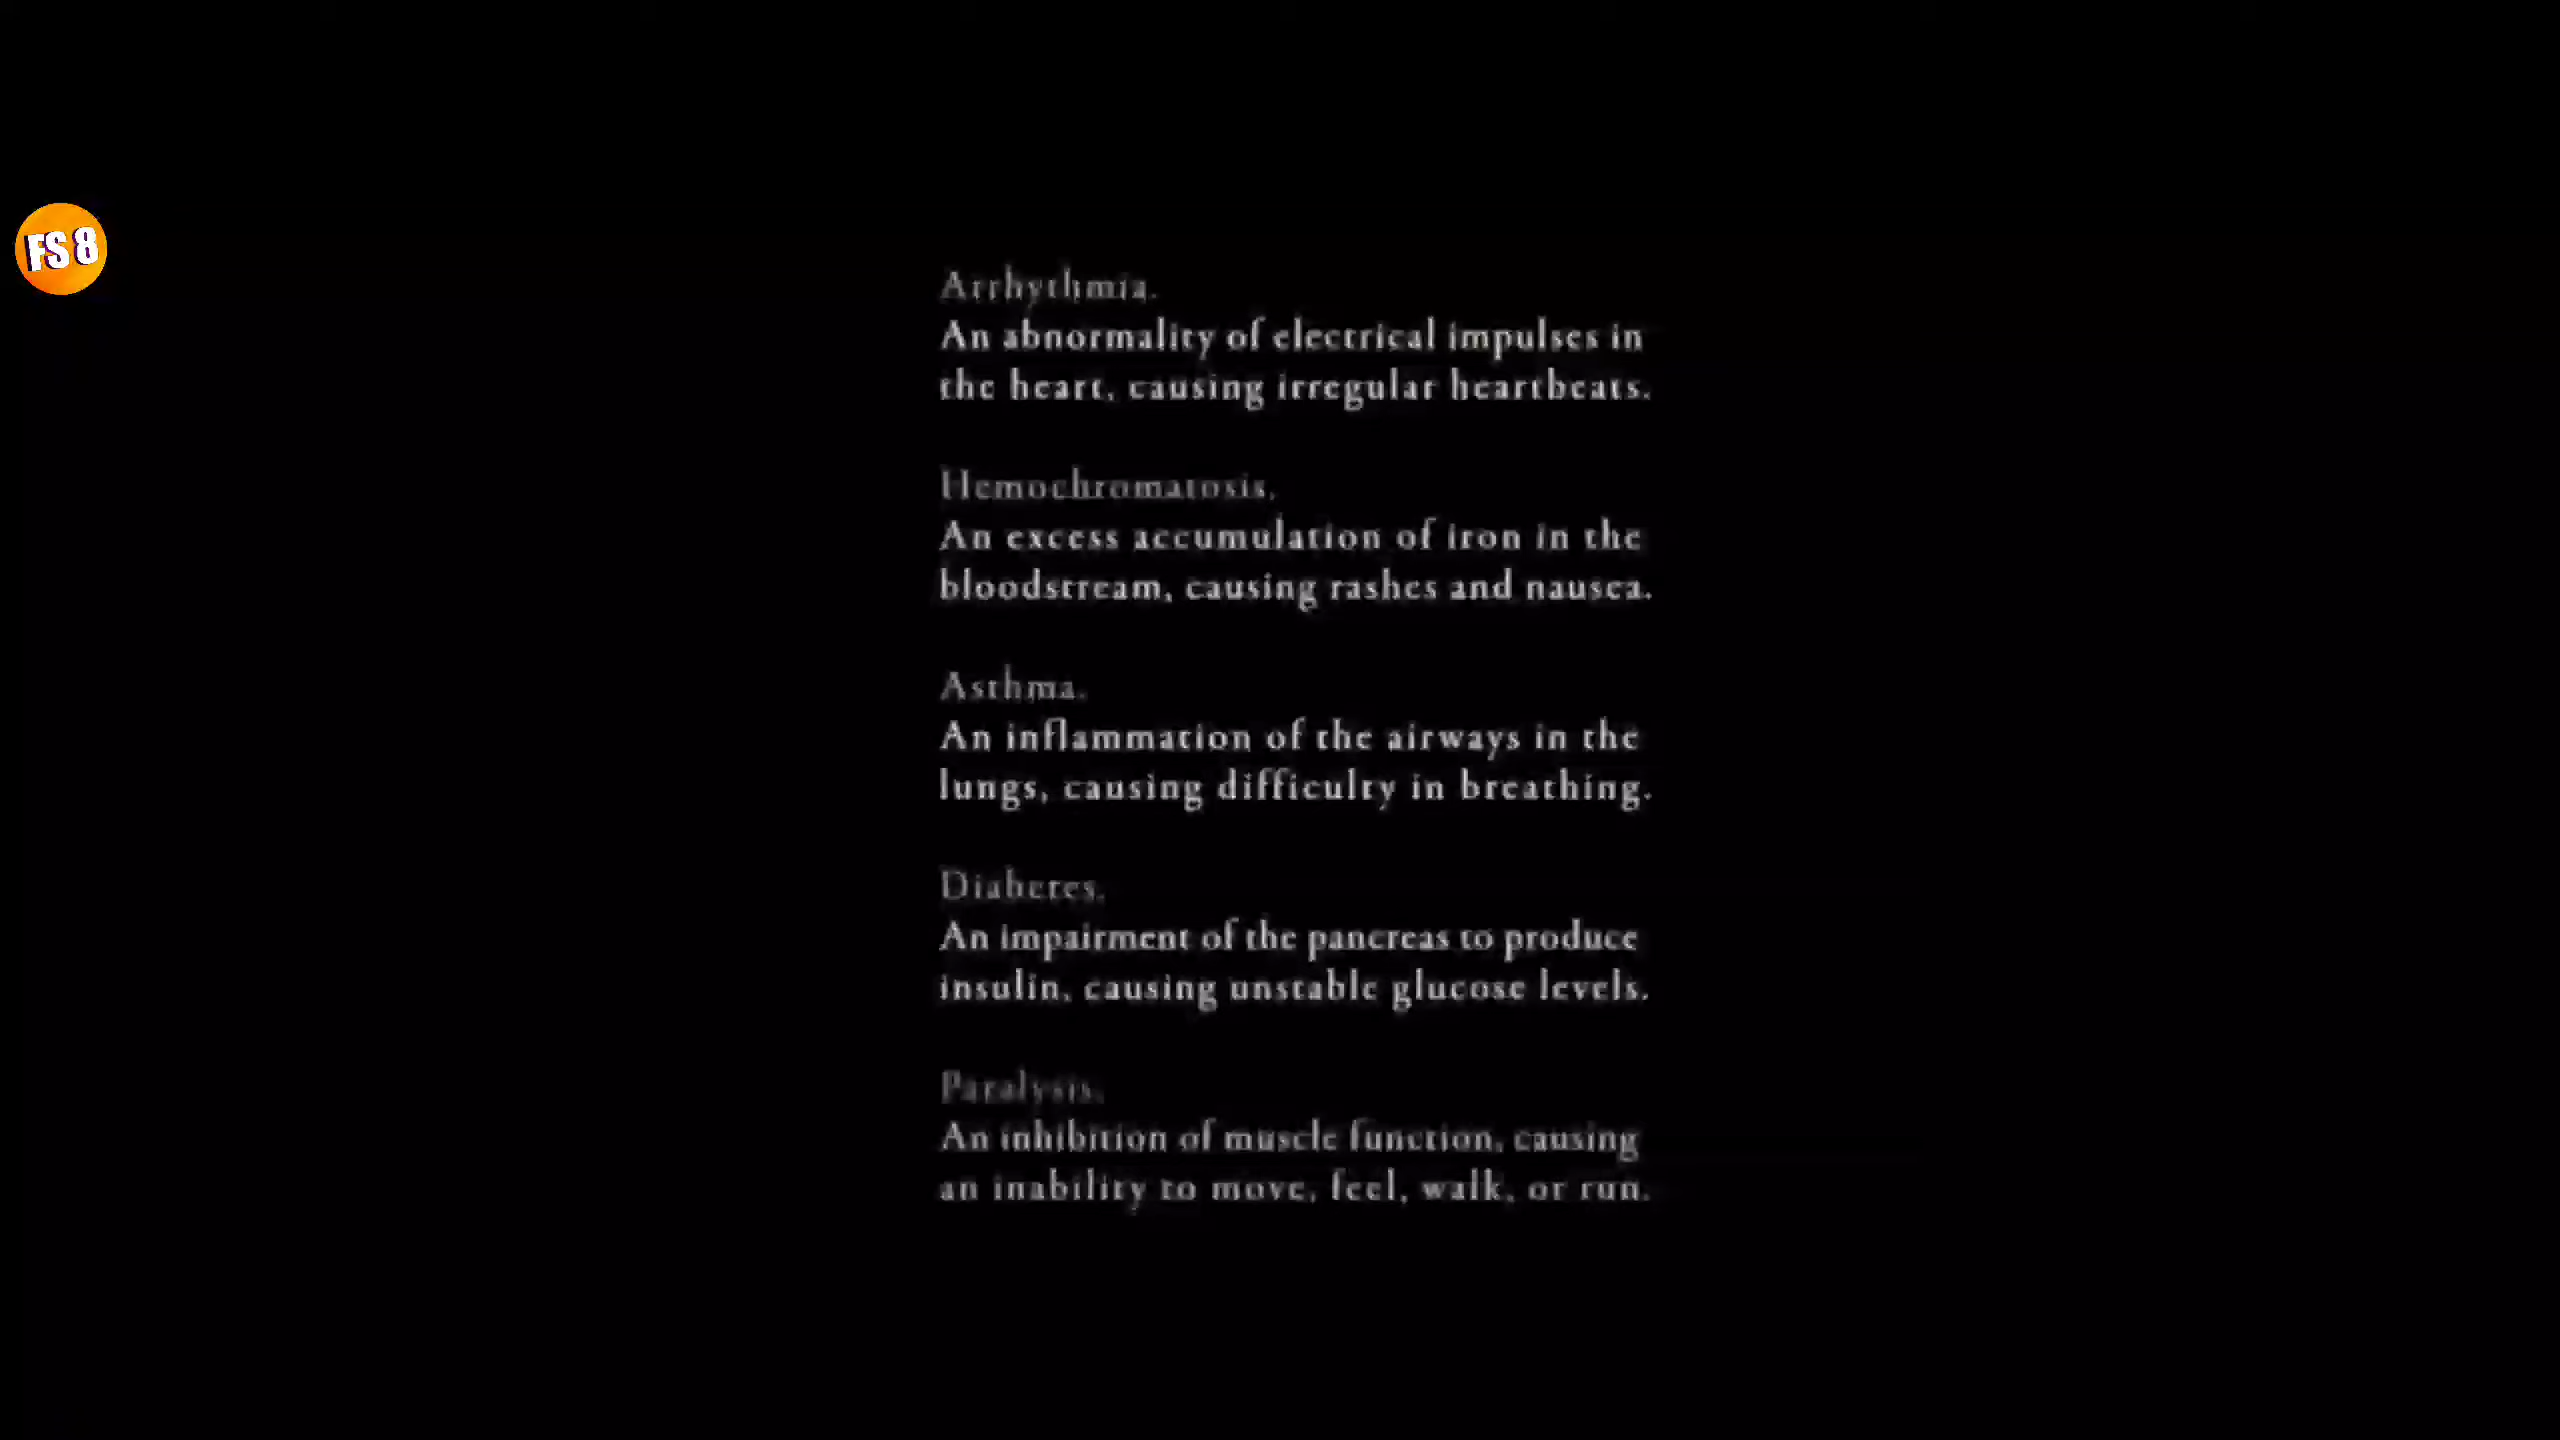 FS 8
Arrhythmia.
An abnormality of electrical impulses in
the heart, causing irregular heartbeats.
Hemochromatosis.
An excess accumulation of iron in the
bloodstream, causing rashes and nausea.
Asthma.
An inflammation of the airways in the
lungs, causing difficulty in breathing.
Diabetes.
An impairment of the pancreas to produce
insulin, causing unstable glucose levels.
Paralysis.
An inhibition of muscle function, causing
an inability to move, feel, walk, or run.